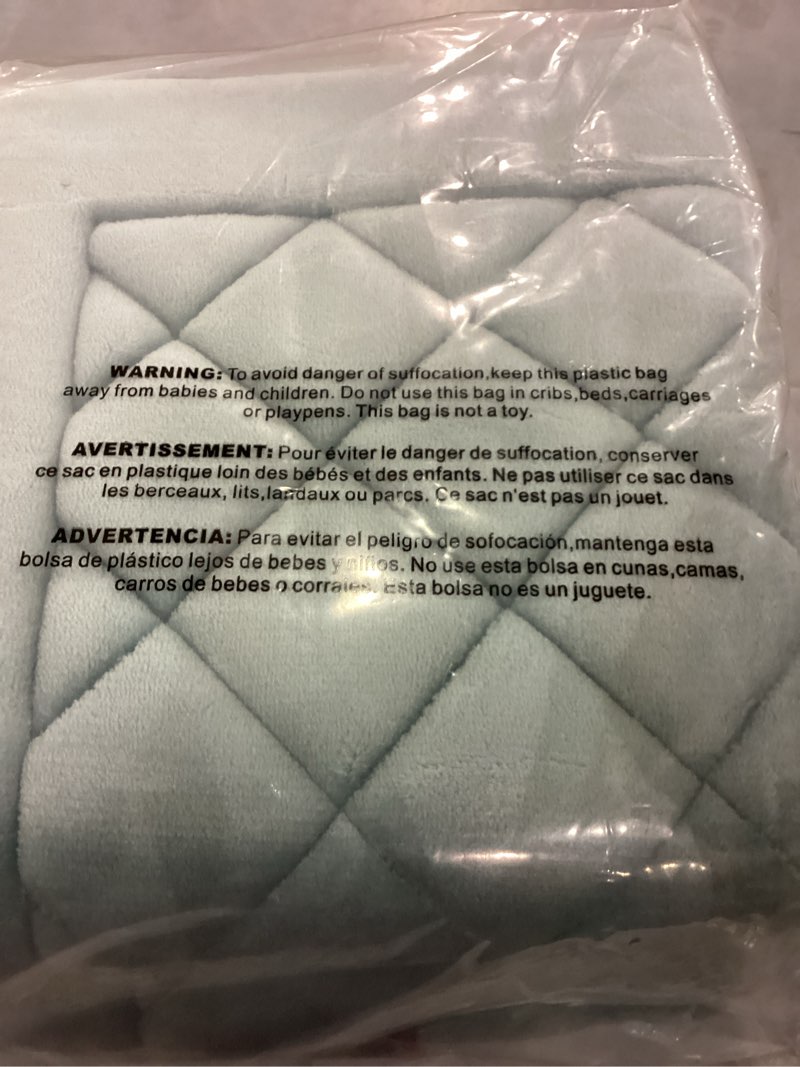 WARNING: To avoid danger of suffocation,keep this plastic bag
away from babies and children. Do not use this bag in cribs,beds,carriages
or playpens. This bag is not a toy.
AVERTISSEMENT: Pour éviter le danger de suffocation, conserver
ce sac en plastique loin des bébés et des enfants. Ne pas utiliser ce sac dans
les berceaux, lits,landaux ou parcs. Ce sac n'est pas un jouet.
ADVERTENCIA: Para evitar el peligro de sofocación,mantenga esta
bolsa de plástico lejos de bebes y niños. No use esta bolsa en cunas,camas,
carros de bebes o corrales. Esta bolsa no es un juguete.